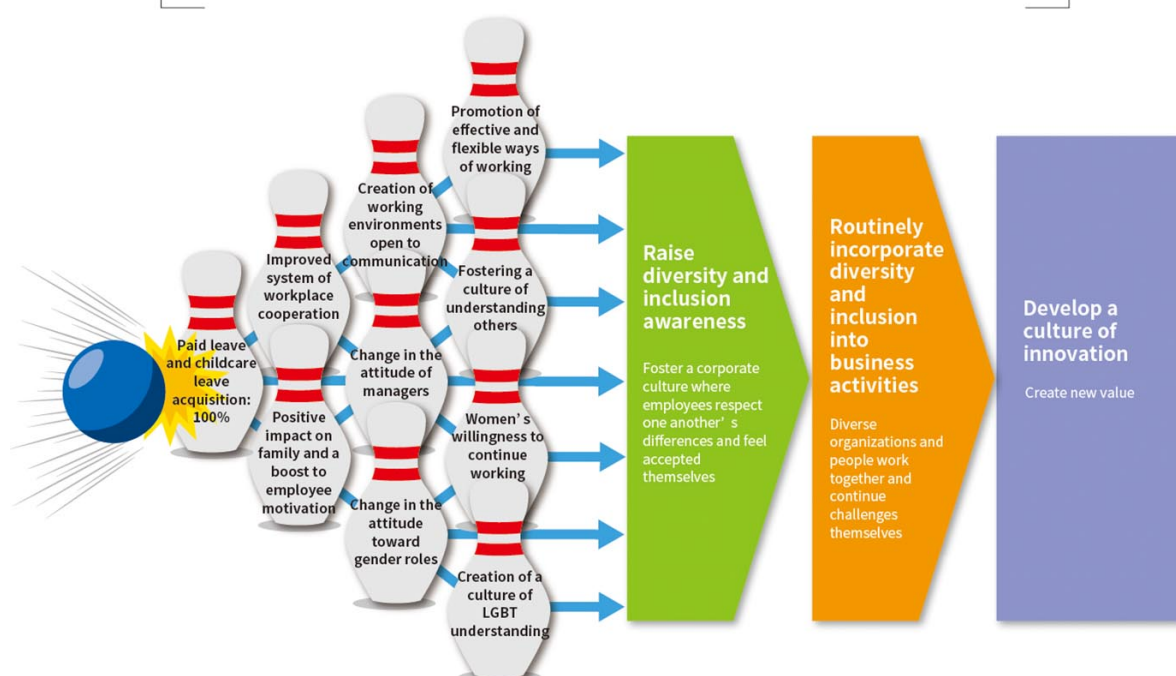 Promotion of
effective and
flexible ways
of working
Creation of
working
environments
open to
communication
Improved
system of
workplace
cooperation
Fostering a
culture of
understanding
others
Paid leave
and childcare
leave
acquisition:
100%
Change in the
attitude of
managers
Positive
impact on
family and a
boost to
employee
motivation
Women’ s
willingness to
continue
working
Change in the
attitude
toward
gender roles
Creation of a
culture of
LGBT
understanding
Raise
diversity and
inclusion
awareness
Foster a corporate
culture where
employees respect
one another’ s
differences and feel
accepted
themselves
Routinely
incorporate
diversity
and
inclusion
into
business
activities
Diverse
organizations and
people work
together and
continue
challenges
themselves
Develop a
culture of
innovation
Create new value